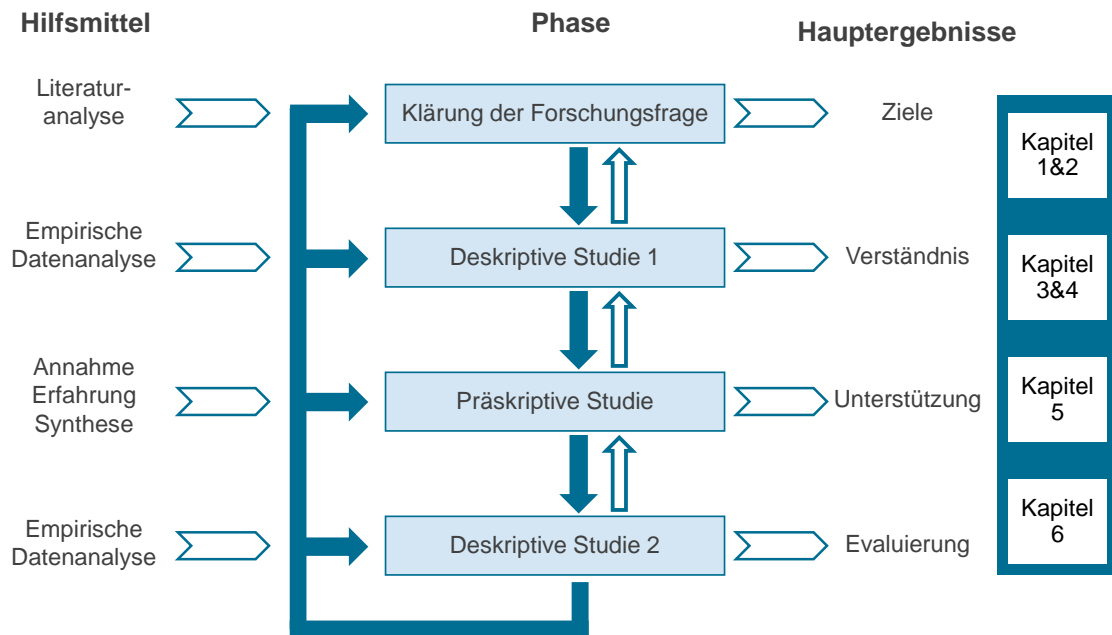 Hilfsmittel
Phase
Hauptergebnisse
Literatur-
analyse
Klärung der Forschungsfrage
Ziele
Kapitel
1&2
Empirische
Datenanalyse
Deskriptive Studie 1
Verständnis
Kapitel
3&4
Annahme
Erfahrung
Synthese
Präskriptive Studie
Unterstützung
Kapitel
5
Empirische
Datenanalyse
Deskriptive Studie 2
Evaluierung
Kapitel
6